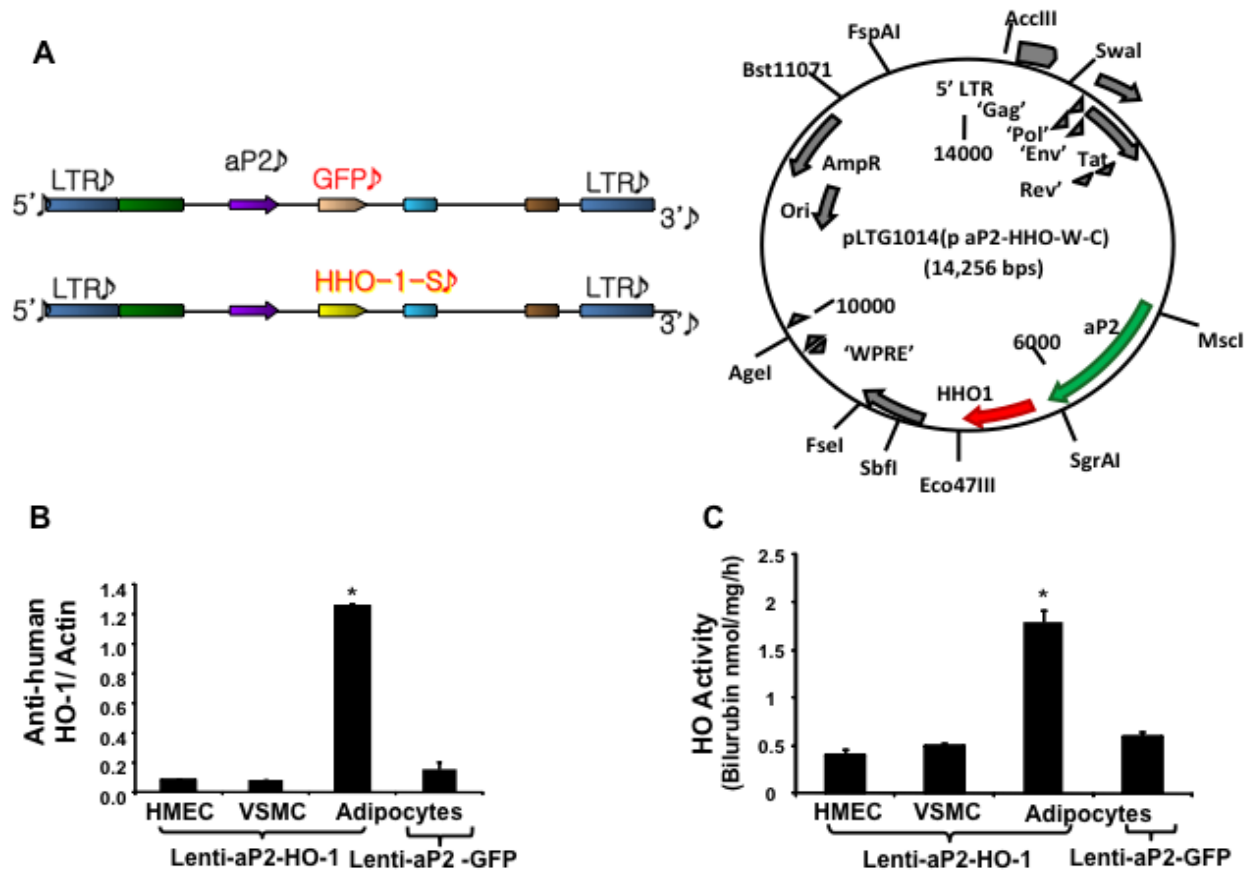 A
5'♪
LTR♪
aP2♪
GFP♪
LTR♪
3'♪
5'♪
LTR♪
HHO-1-S♪
LTR♪
3'♪
AccIII
FspAI
SwaI
Bst11071
5' LTR
'Gag'
'Pol'
14000
'Env'
Tat
AmpR
Rev'
Ori
pLTG1014(p aP2-HHO-W-C)
(14,256 bps)
10000
aP2
6000
MscI
'WPRE'
AgeI
HHO1
FseI
SgrAI
SbfI
Eco47III
B
Anti-human
HO-1/ Actin
1.4
1.2
1.0
0.8
0.6
0.4
0.2
0.0
*
HMEC VSMC Adipocytes
Lenti-aP2-HO-1 Lenti-aP2 -GFP
C
HO Activity
(Bilurubin nmol/mg/h)
2.5
2
1.5
1
0.5
0
*
HMEC VSMC Adipocytes
Lenti-aP2-HO-1 Lenti-aP2-GFP